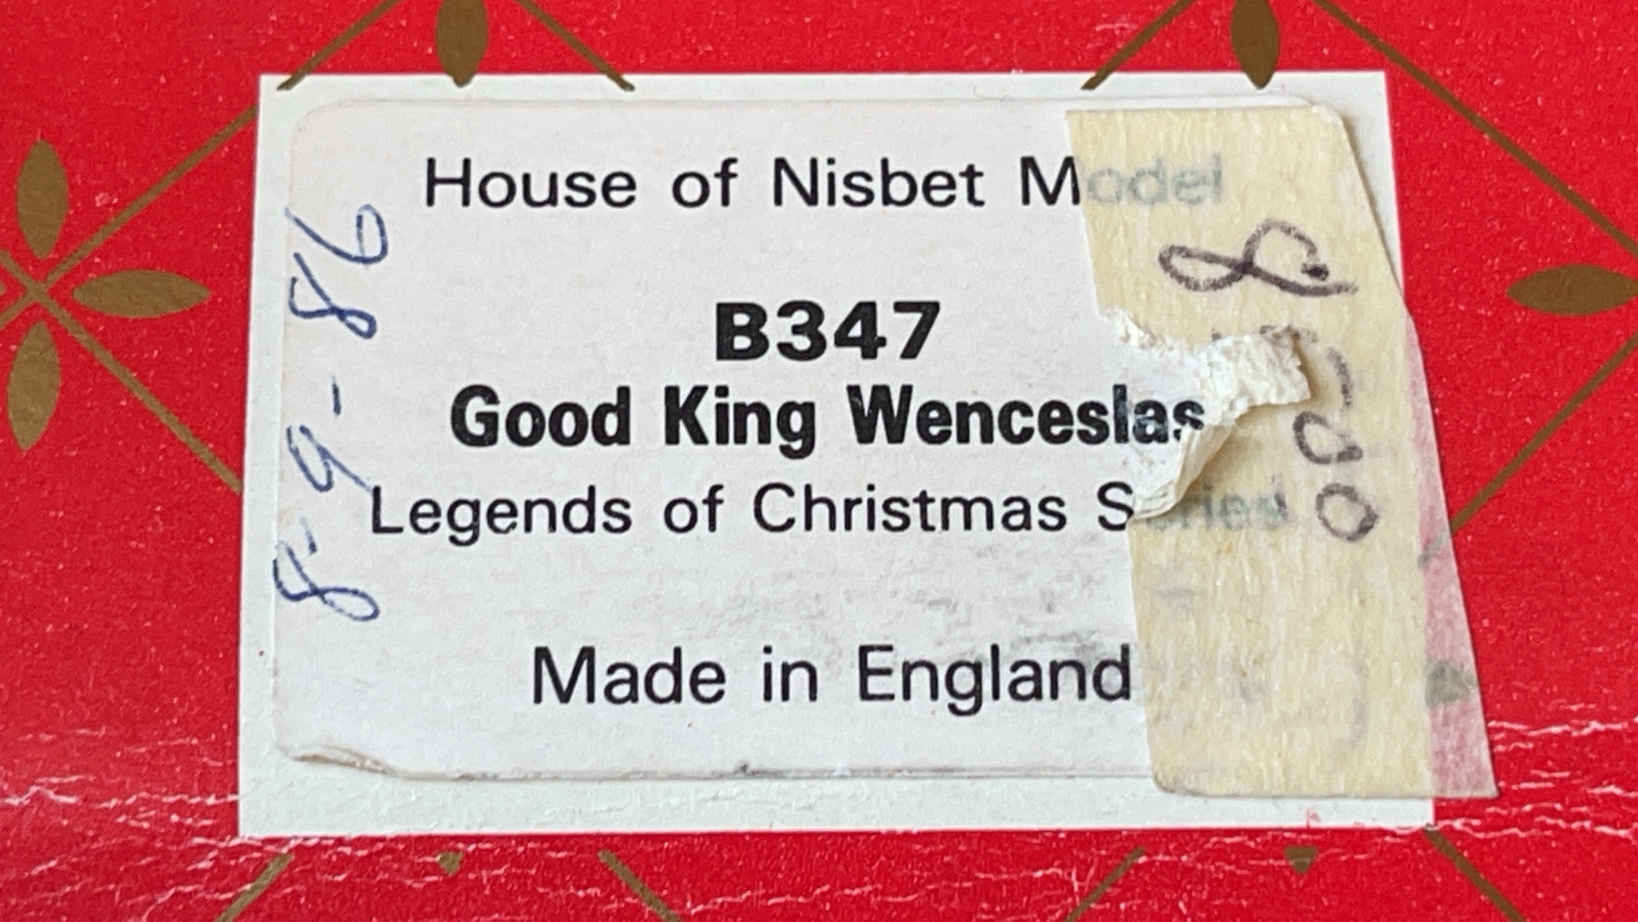 House of Nisbet Model
B347
Good King Wenceslas
Legends of Christmas Series
Made in England
8-9-86